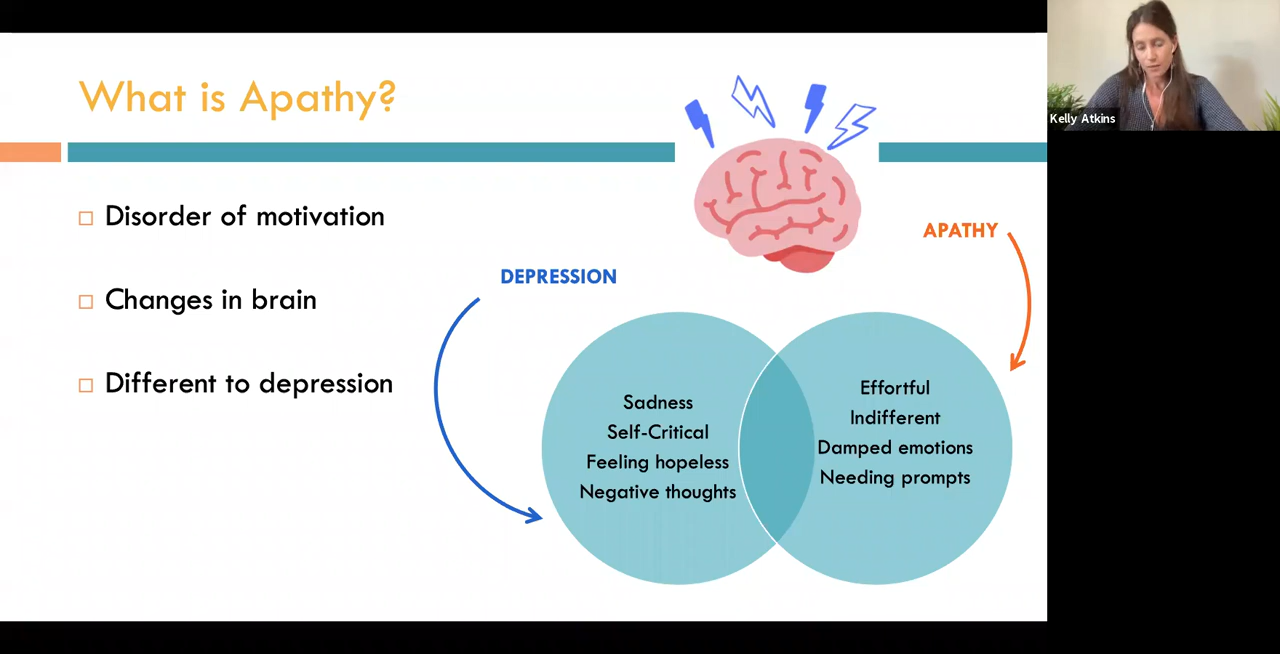 What is Apathy?
Kelly Atkins
Disorder of motivation
Changes in brain
Different to depression
DEPRESSION
APATHY
Sadness
Self-Critical
Feeling hopeless
Negative thoughts
Effortful
Indifferent
Damped emotions
Needing prompts